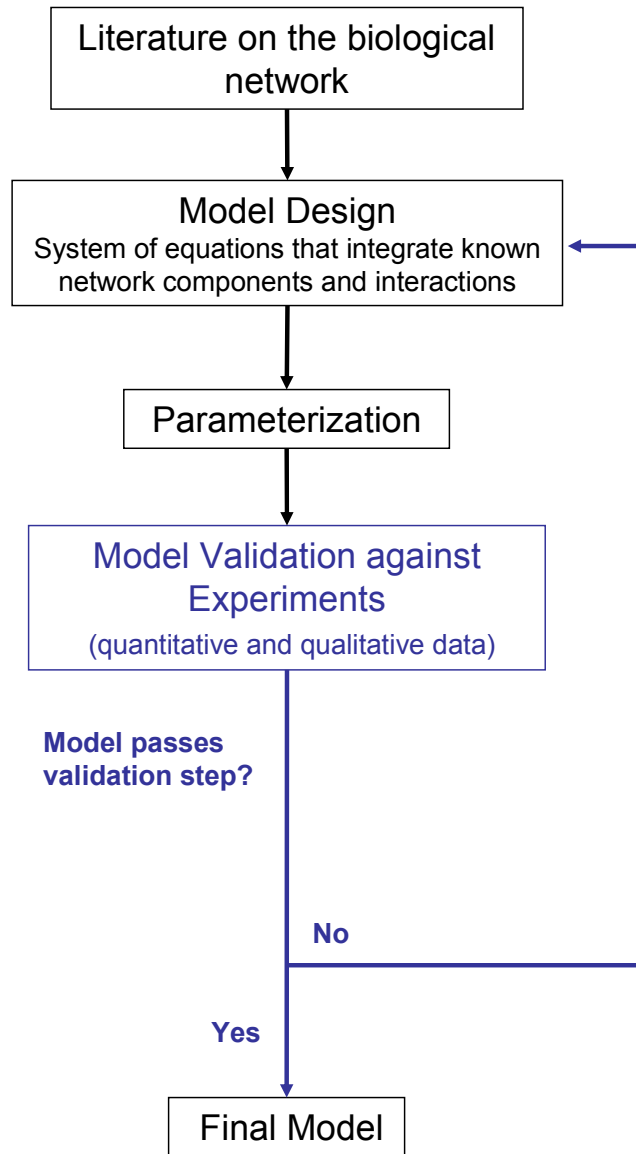 Literature on the biological
network
Model Design
System of equations that integrate known
network components and interactions
Parameterization
Model Validation against
Experiments
(quantitative and qualitative data)
Model passes
validation step?
No
Yes
Final Model